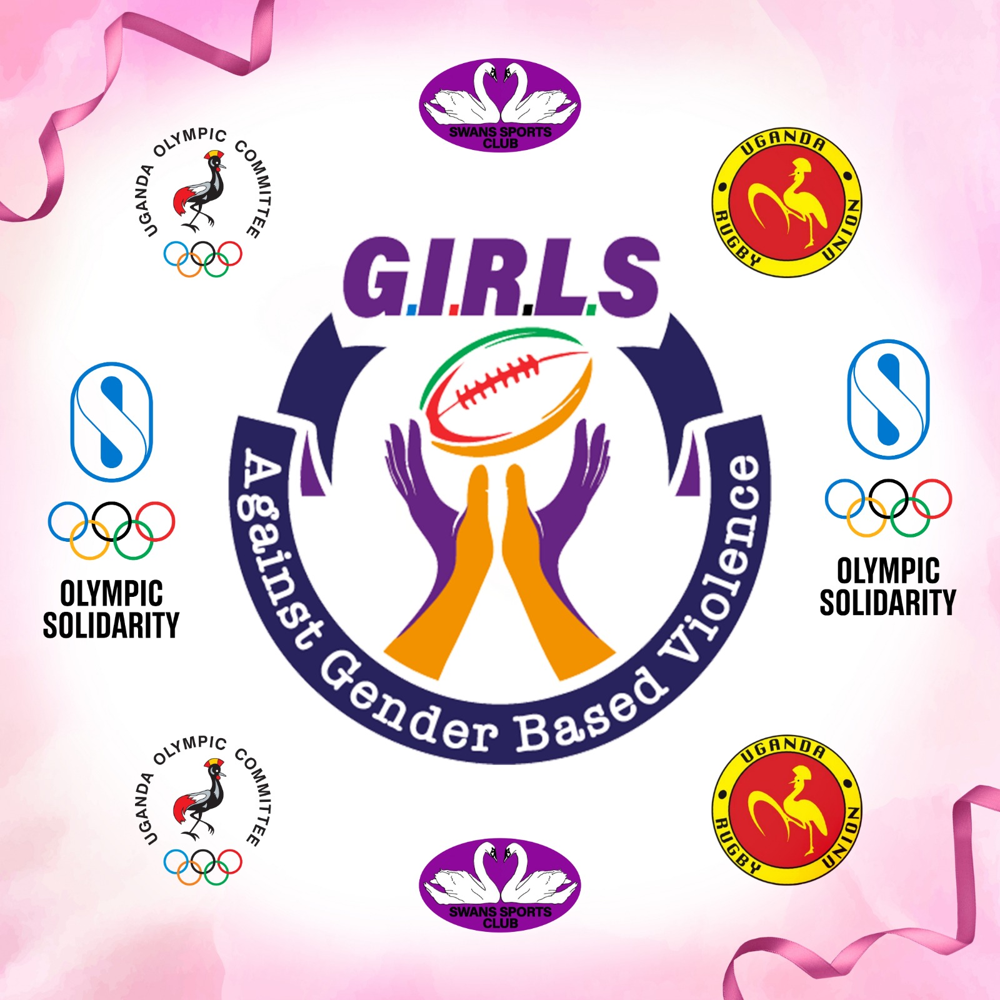 SWANS SPORTS
CLUB
UGANDA OLYMPIC COMMITTEE
UGANDA
RUGBY UNION
G.I.R.L.S
Against Gender Based Violence
OLYMPIC
SOLIDARITY
OLYMPIC
SOLIDARITY
UGANDA OLYMPIC COMMITTEE
UGANDA
RUGBY UNION
SWANS SPORTS
CLUB